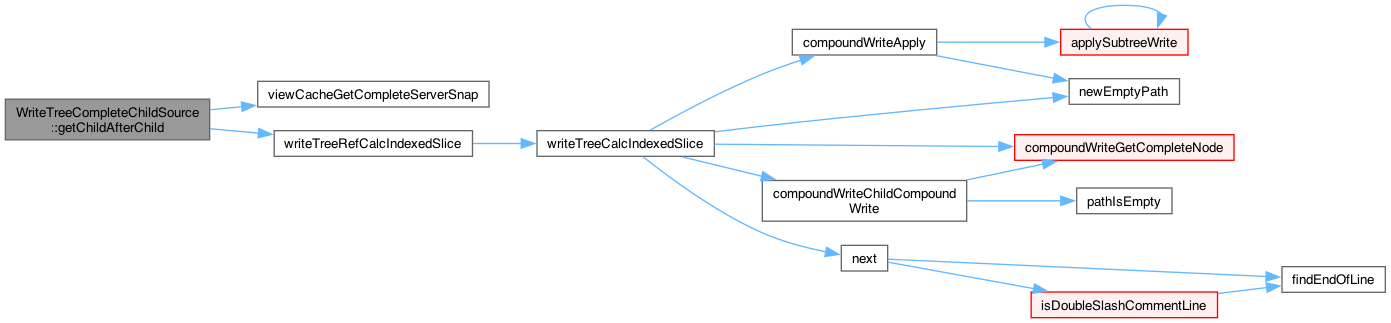 WriteTreeCompleteChildSource
::getChildAfterChild
viewCacheGetCompleteServerSnap
writeTreeRefCalcIndexedSlice
writeTreeCalcIndexedSlice
compoundWriteApply
applySubtreeWrite
newEmptyPath
compoundWriteGetCompleteNode
compoundWriteChildCompound
Write
pathIsEmpty
next
findEndOfLine
isDoubleSlashCommentLine